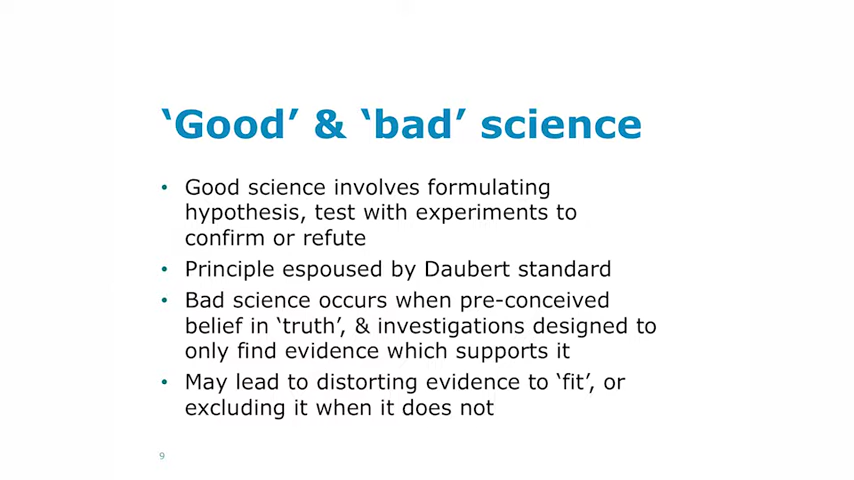 ‘Good’ & ‘bad’ science
• Good science involves formulating
hypothesis, test with experiments to
confirm or refute
• Principle espoused by Daubert standard
• Bad science occurs when pre-conceived
belief in ‘truth’, & investigations designed to
only find evidence which supports it
• May lead to distorting evidence to ‘fit’, or
excluding it when it does not
9